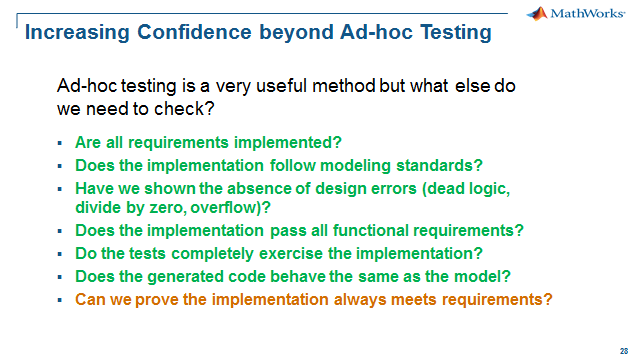 Increasing Confidence beyond Ad-hoc Testing
MathWorks®
Ad-hoc testing is a very useful method but what else do
we need to check?
▪ Are all requirements implemented?
▪ Does the implementation follow modeling standards?
▪ Have we shown the absence of design errors (dead logic,
divide by zero, overflow)?
▪ Does the implementation pass all functional requirements?
▪ Do the tests completely exercise the implementation?
▪ Does the generated code behave the same as the model?
▪ Can we prove the implementation always meets requirements?
28